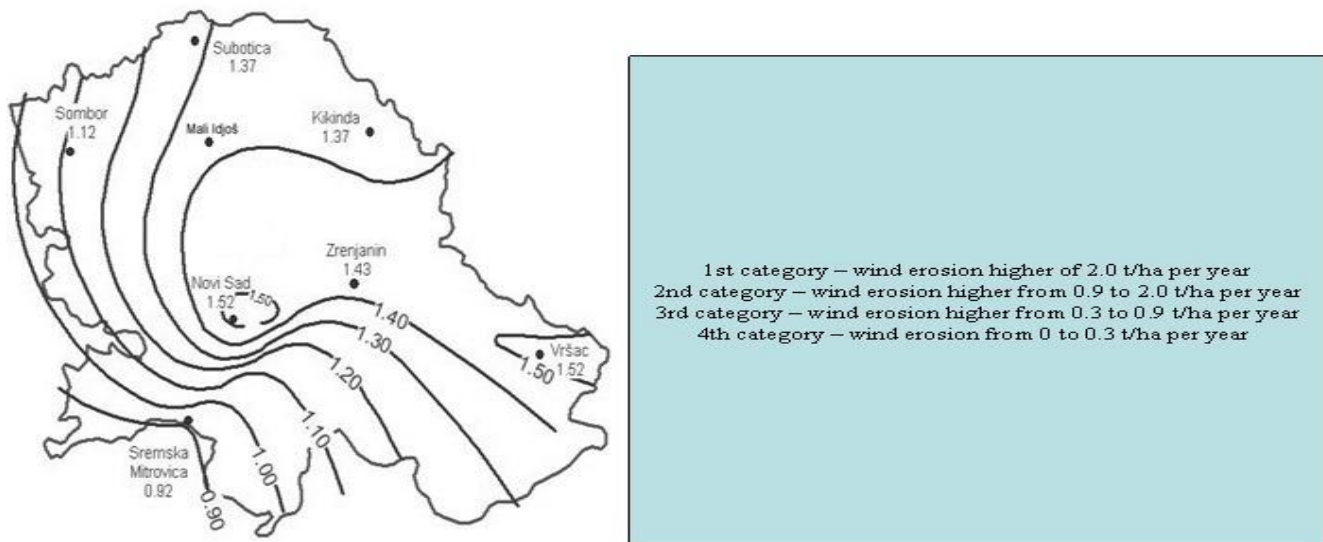 Subotica
1.37
Sombor
1.12
Mali Idjoš
Kikinda
1.37
Zrenjanin
1.43
Novi Sad
1.52
1.50
1.40
1.30
Vršac
1.52
1.50
1.20
1.10
Sremska
Mitrovica
0.92
1.00
0.90
1st category – wind erosion higher of 2.0 t/ha per year
2nd category – wind erosion higher from 0.9 to 2.0 t/ha per year
3rd category – wind erosion higher from 0.3 to 0.9 t/ha per year
4th category – wind erosion from 0 to 0.3 t/ha per year